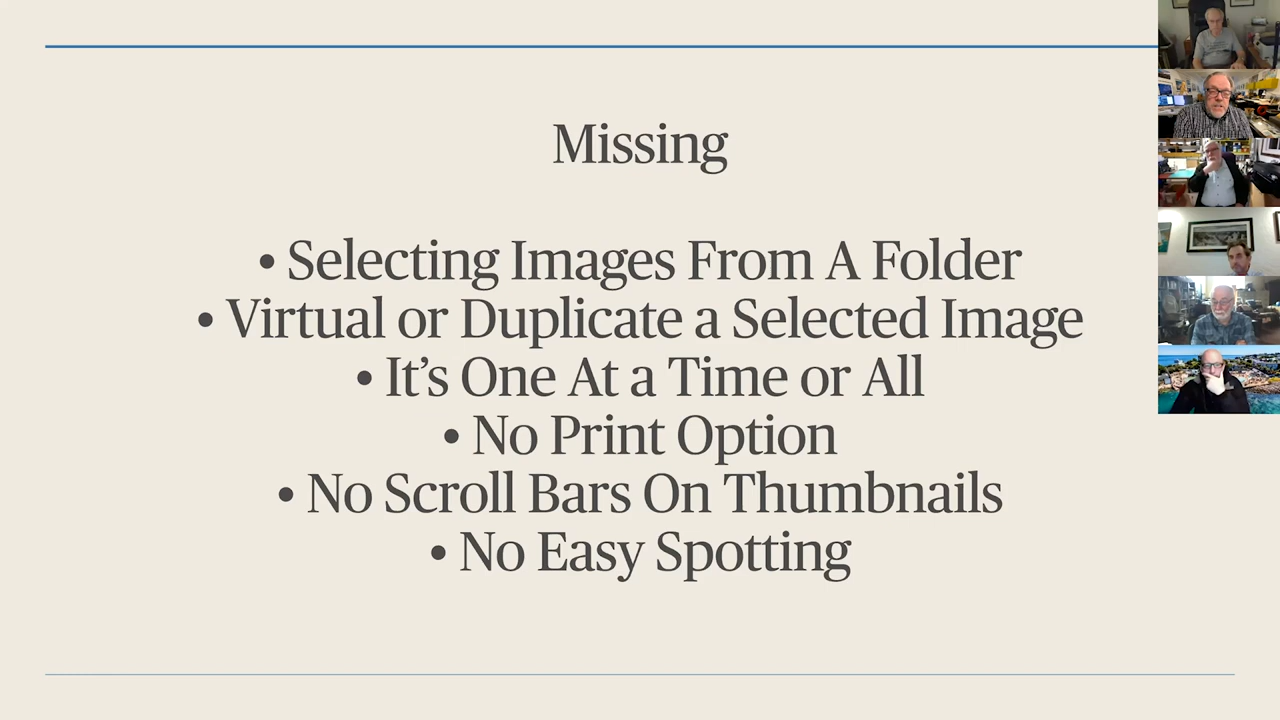 Missing
• Selecting Images From A Folder
• Virtual or Duplicate a Selected Image
• It’s One At a Time or All
• No Print Option
• No Scroll Bars On Thumbnails
• No Easy Spotting